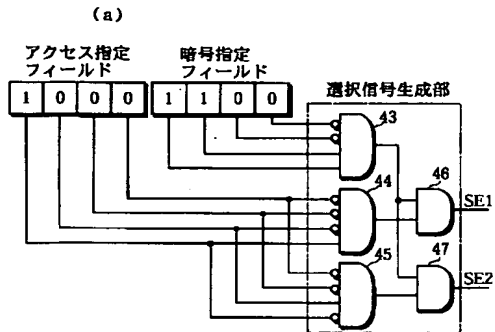 (a)
アクセス指定
フィールド
暗号指定
フィールド
1 0 0 0
1 1 0 0
選択信号生成部
43
44
45
46
SE1
47
SE2